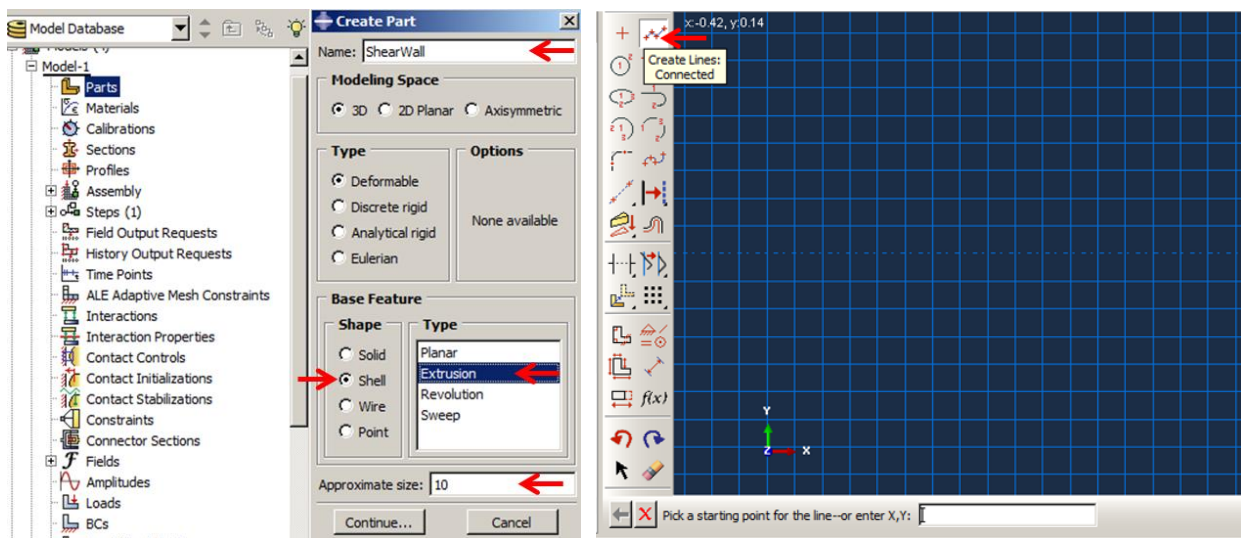 Model Database
Models (4)
Model-1
Parts
Materials
Calibrations
Sections
Profiles
Assembly
Steps (1)
Field Output Requests
History Output Requests
Time Points
ALE Adaptive Mesh Constraints
Interactions
Interaction Properties
Contact Controls
Contact Initializations
Contact Stabilizations
Constraints
Connector Sections
Fields
Amplitudes
Loads
BCs
Create Part
Name: ShearWall
Modeling Space
3D 2D Planar Axisymmetric
Type Options
Deformable
Discrete rigid
Analytical rigid
Eulerian
None available
Base Feature
Shape Type
Solid
Shell
Wire
Point
Planar
Extrusion
Revolution
Sweep
Approximate size: 10
Continue... Cancel
x:-0.42, y:0.14
Create Lines:
Connected
f(x)
Y
Z X
Pick a starting point for the line--or enter X,Y: